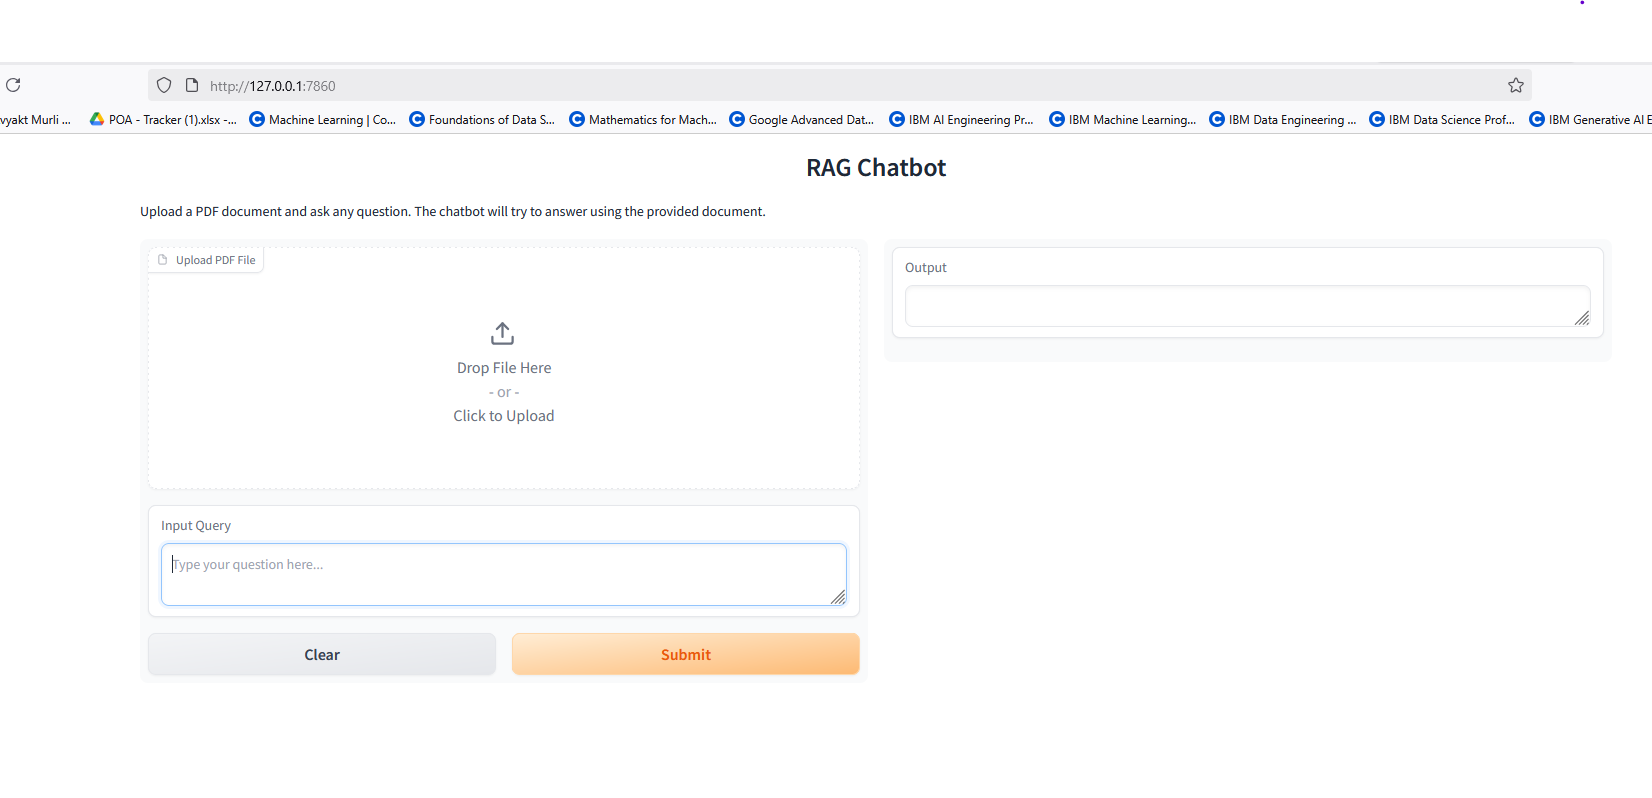 http://127.0.0.1:7860
vyakt Murli ... POA - Tracker (1).xlsx -... Machine Learning | Co... Foundations of Data S... Mathematics for Mach... Google Advanced Dat... IBM AI Engineering Pr... IBM Machine Learning... IBM Data Engineering ... IBM Data Science Prof... IBM Generative AI E
RAG Chatbot
Upload a PDF document and ask any question. The chatbot will try to answer using the provided document.
Upload PDF File
Drop File Here
- or -
Click to Upload
Input Query
Type your question here...
Clear
Submit
Output